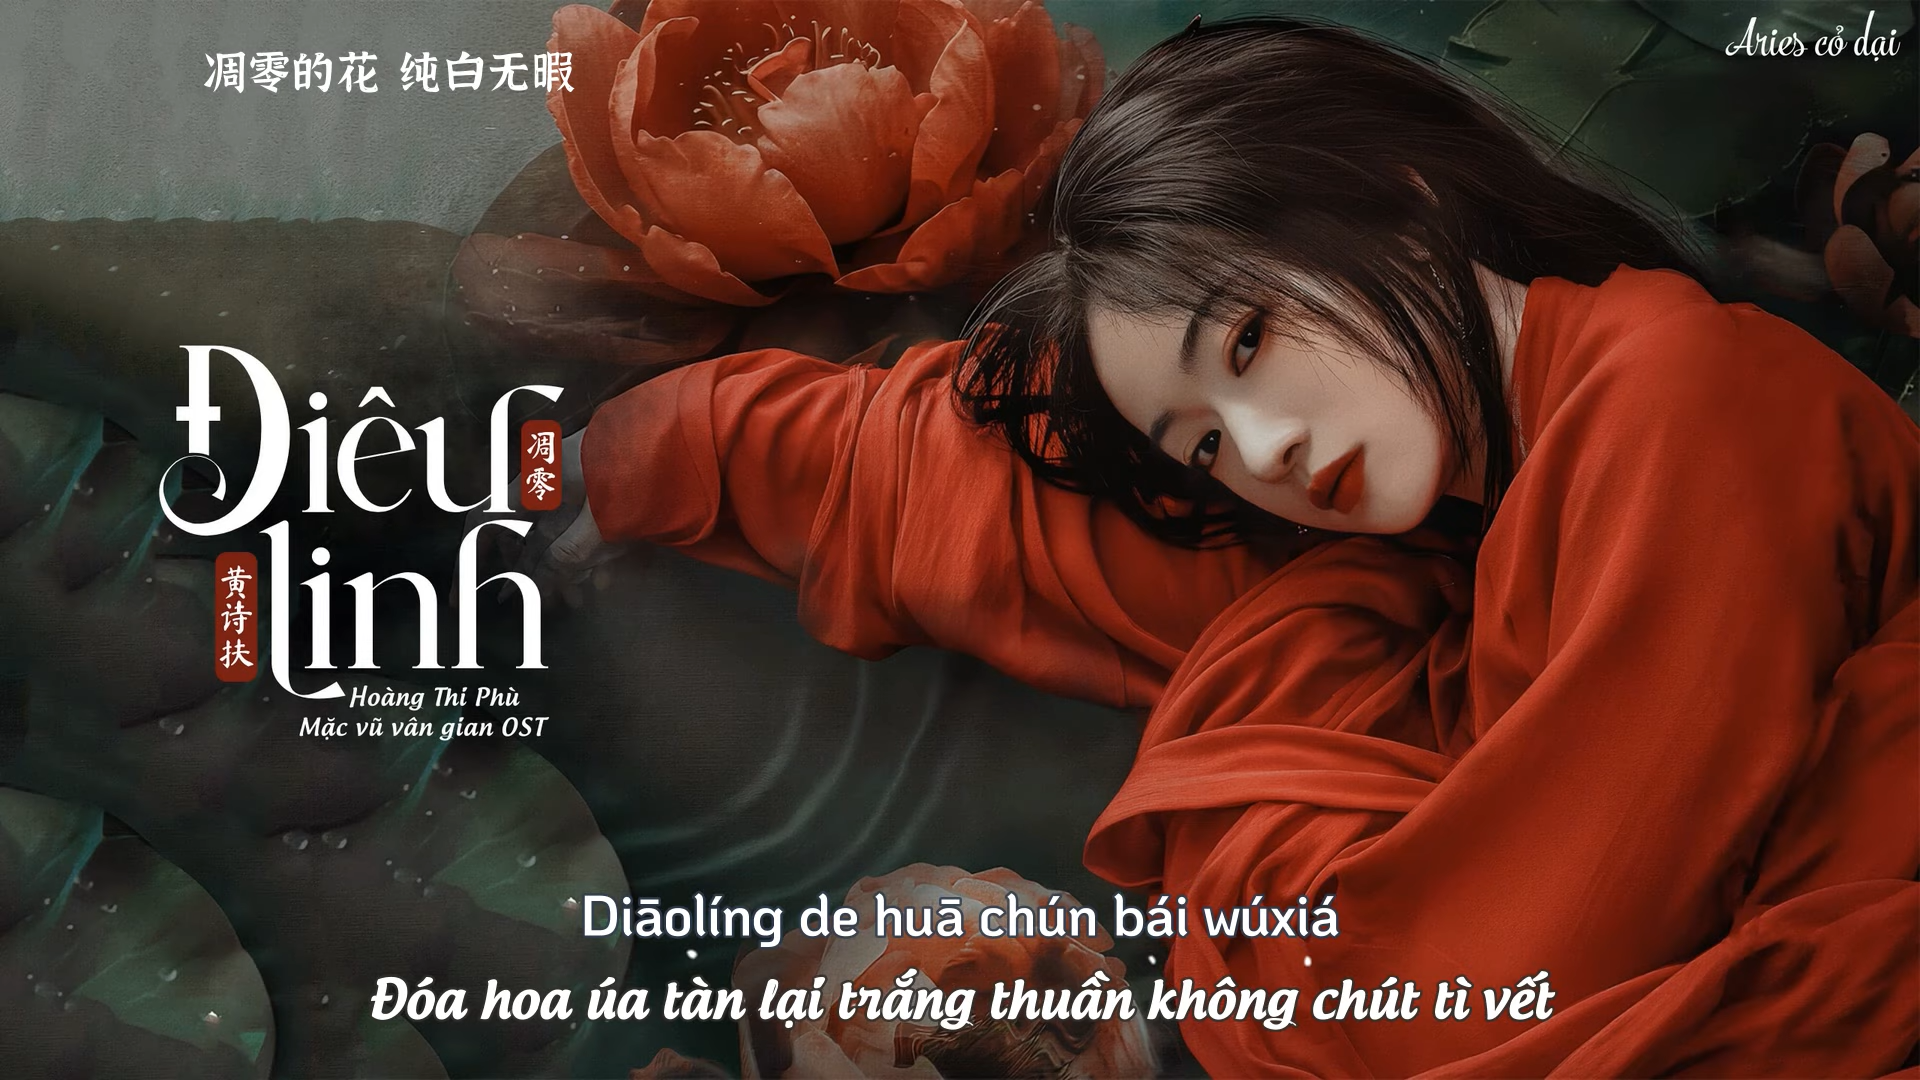 凋零的花 纯白无暇
Aries cỏ dại
Điêu
凋零
linh
黄诗扶
Hoàng Thi Phù
Mặc vũ vân gian OST
Diāolíng de huā chún bái wúxiá
Đóa hoa úa tàn lại trắng thuần không chút tì vết